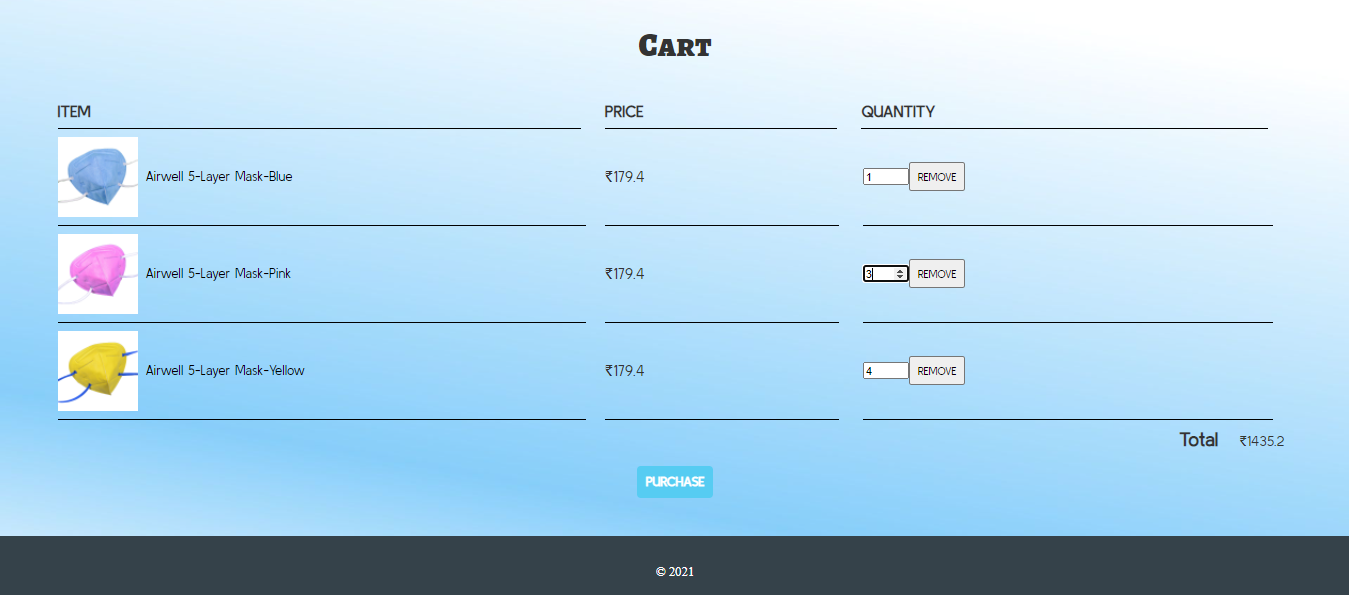 Cart
ITEM PRICE QUANTITY
Airwell 5-Layer Mask-Blue ₹179.4 1 REMOVE
Airwell 5-Layer Mask-Pink ₹179.4 3 REMOVE
Airwell 5-Layer Mask-Yellow ₹179.4 4 REMOVE
Total ₹1435.2
PURCHASE
© 2021